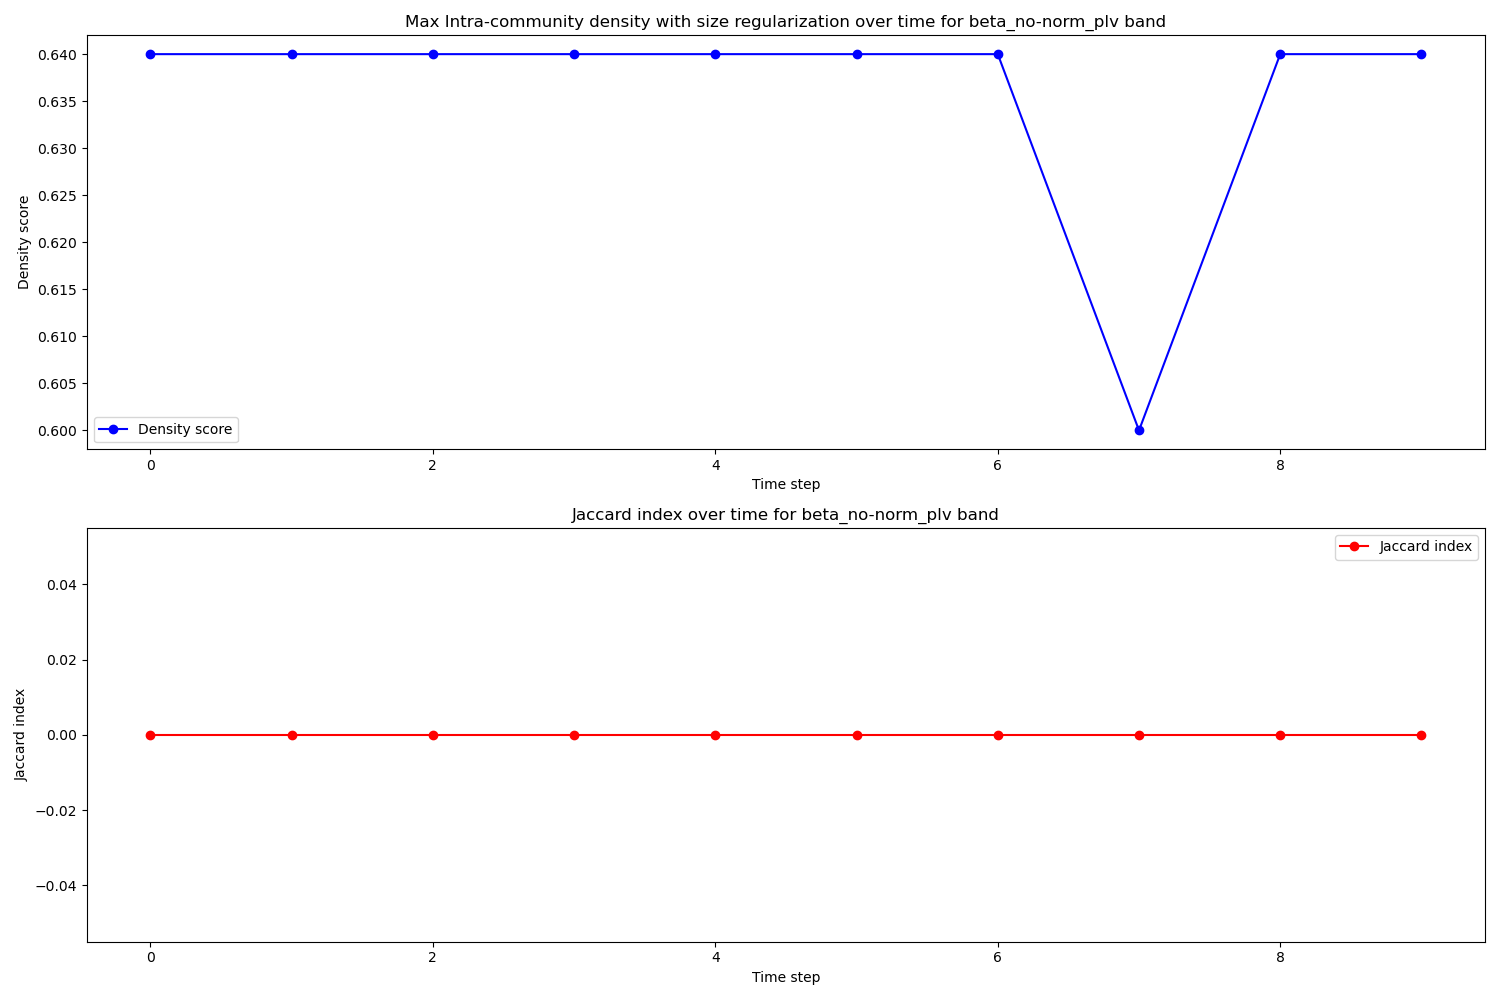 Max Intra-community density with size regularization over time for beta_no-norm_plv band
0.640
0.635
0.630
0.625
0.620
0.615
0.610
0.605
0.600
Density score
Density score
0 2 4 6 8
Time step
Jaccard index over time for beta_no-norm_plv band
Jaccard index
0.04
0.02
0.00
−0.02
−0.04
Jaccard index
0 2 4 6 8
Time step